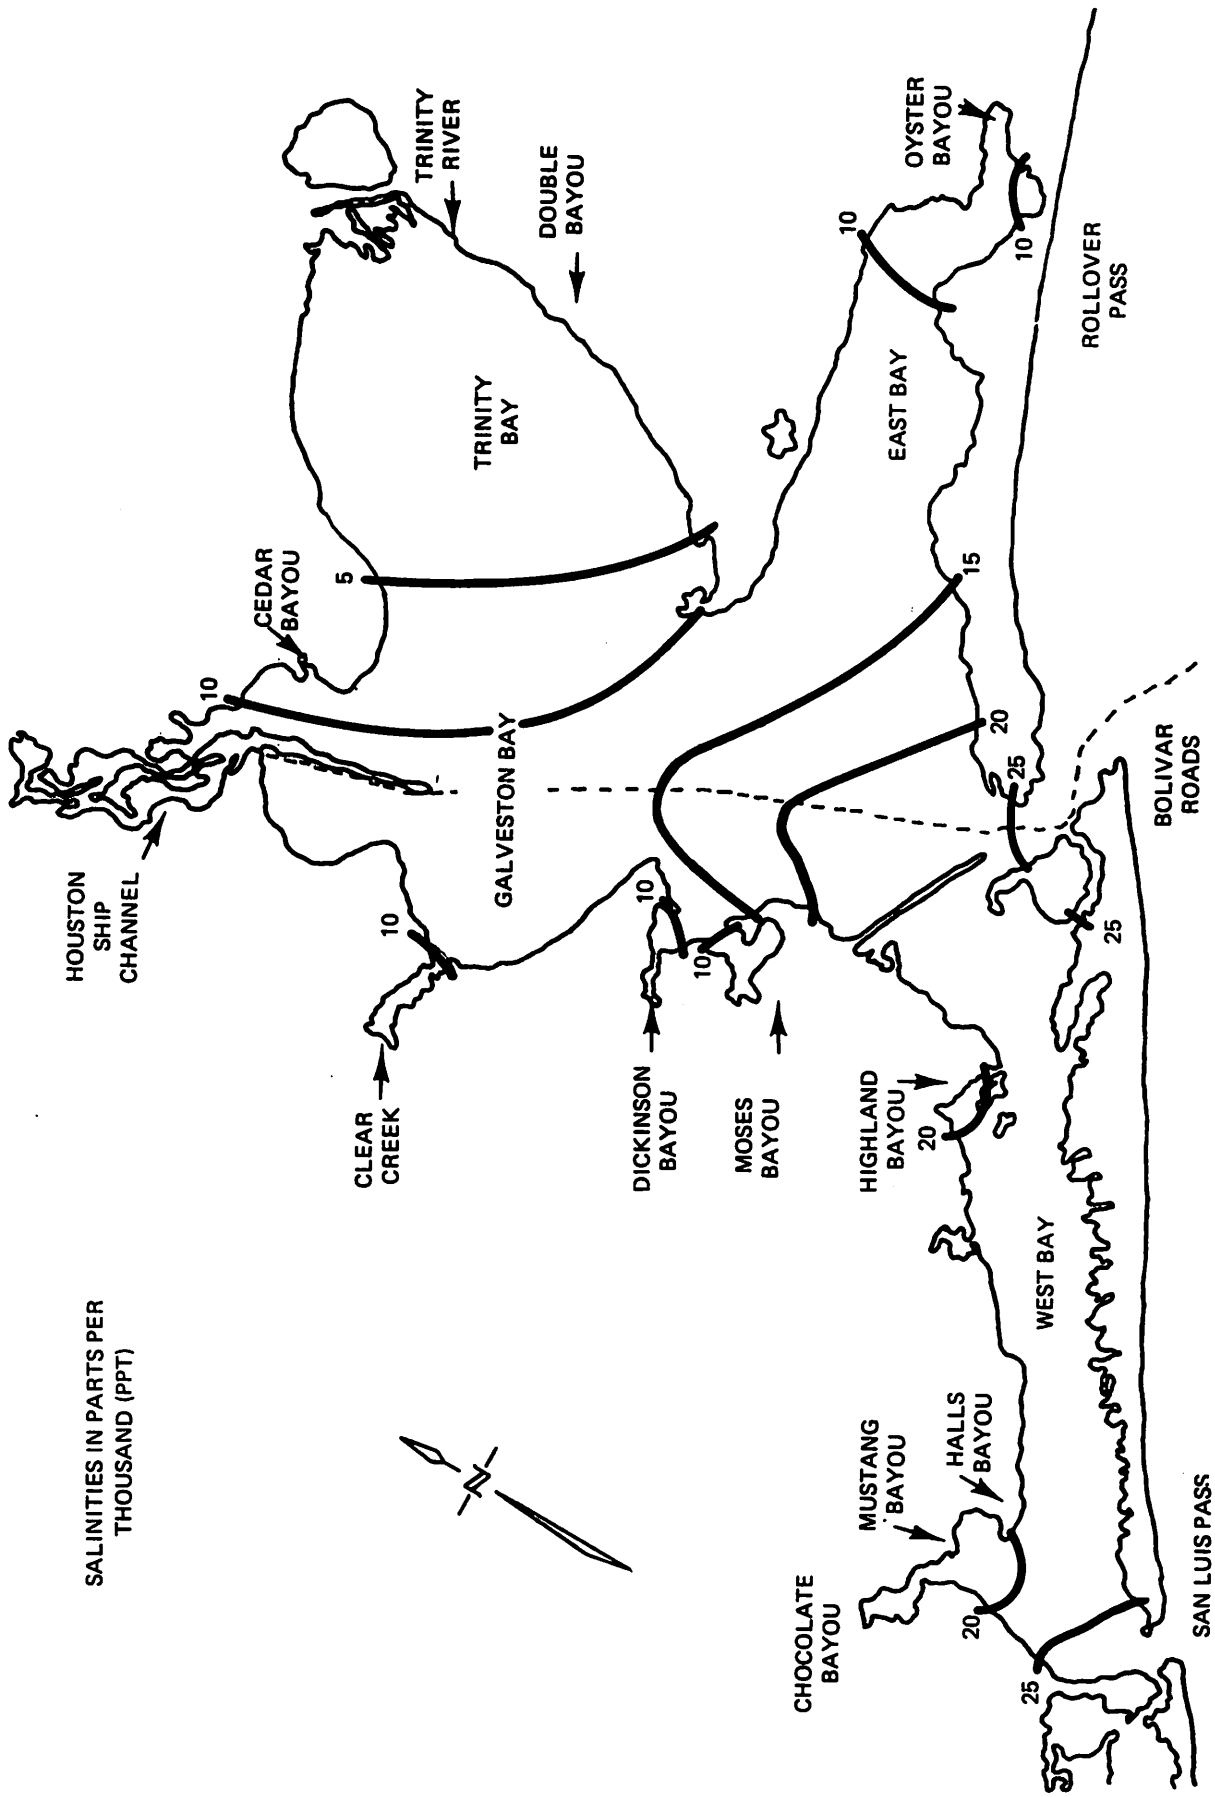 SALINITIES IN PARTS PER
THOUSAND (PPT)
HOUSTON
SHIP
CHANNEL
10
CEDAR
BAYOU
5
TRINITY
RIVER
DOUBLE
BAYOU
TRINITY
BAY
CLEAR
CREEK
10
GALVESTON BAY
DICKINSON
BAYOU
10
MOSES
BAYOU
10
EAST BAY
10
OYSTER
BAYOU
10
ROLLOVER
PASS
15
20
25
BOLIVAR
ROADS
25
HIGHLAND
BAYOU
20
WEST BAY
N
MUSTANG
BAYOU
HALLS
BAYOU
CHOCOLATE
BAYOU
20
25
SAN LUIS PASS